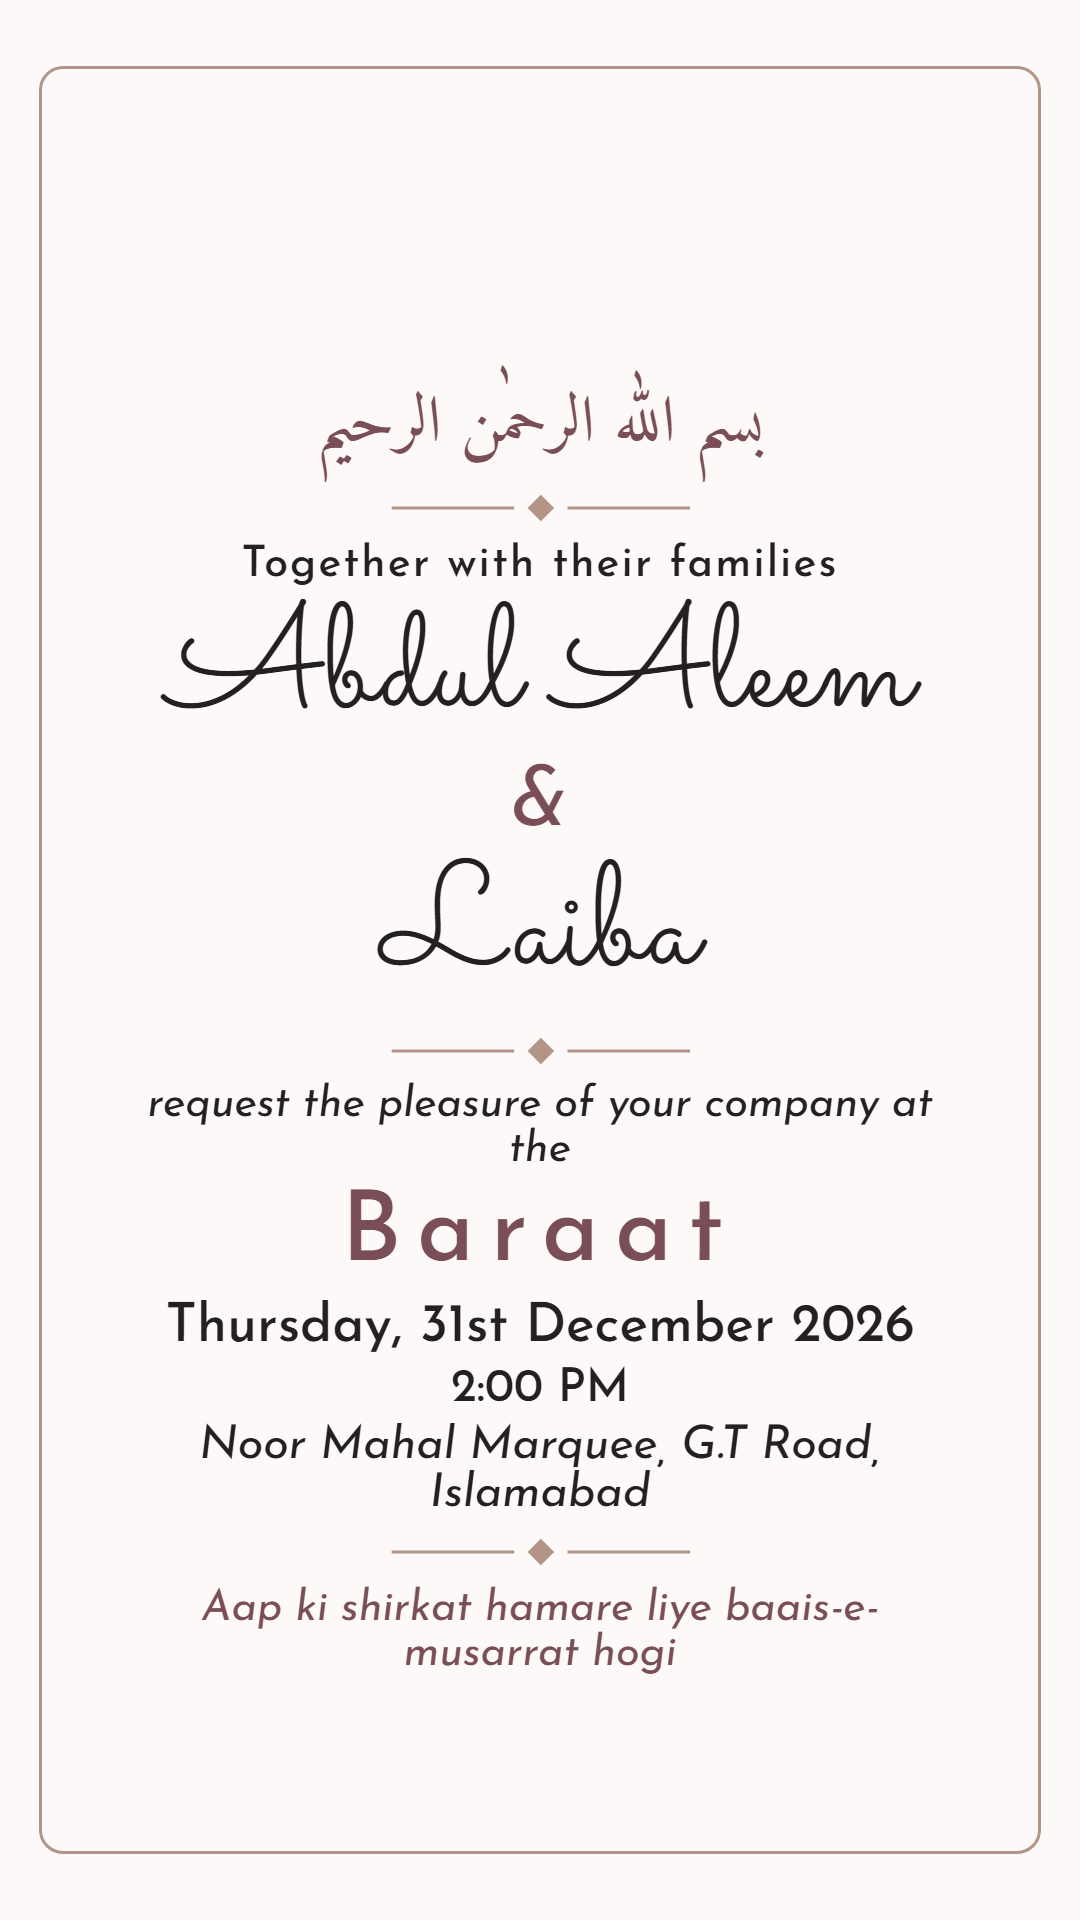 بسم الله الرحمٰن الرحيم
Together with their families
Abdul Aleem
&
Laiba
request the pleasure of your company at
the
Baraat
Thursday, 31st December 2026
2:00 PM
Noor Mahal Marquee, G.T Road,
Islamabad
Aap ki shirkat hamare liye baais-e-
musarrat hogi